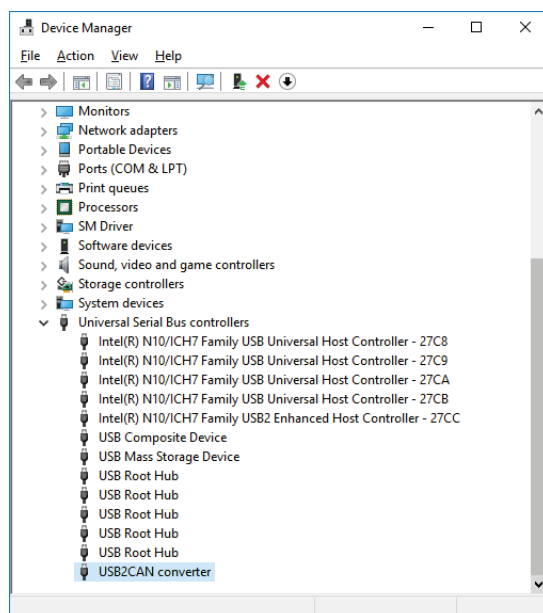 Device Manager
File Action View Help
Monitors
Network adapters
Portable Devices
Ports (COM & LPT)
Print queues
Processors
SM Driver
Software devices
Sound, video and game controllers
Storage controllers
System devices
Universal Serial Bus controllers
Intel(R) N10/ICH7 Family USB Universal Host Controller - 27C8
Intel(R) N10/ICH7 Family USB Universal Host Controller - 27C9
Intel(R) N10/ICH7 Family USB Universal Host Controller - 27CA
Intel(R) N10/ICH7 Family USB Universal Host Controller - 27CB
Intel(R) N10/ICH7 Family USB2 Enhanced Host Controller - 27CC
USB Composite Device
USB Mass Storage Device
USB Root Hub
USB Root Hub
USB Root Hub
USB Root Hub
USB Root Hub
USB2CAN converter